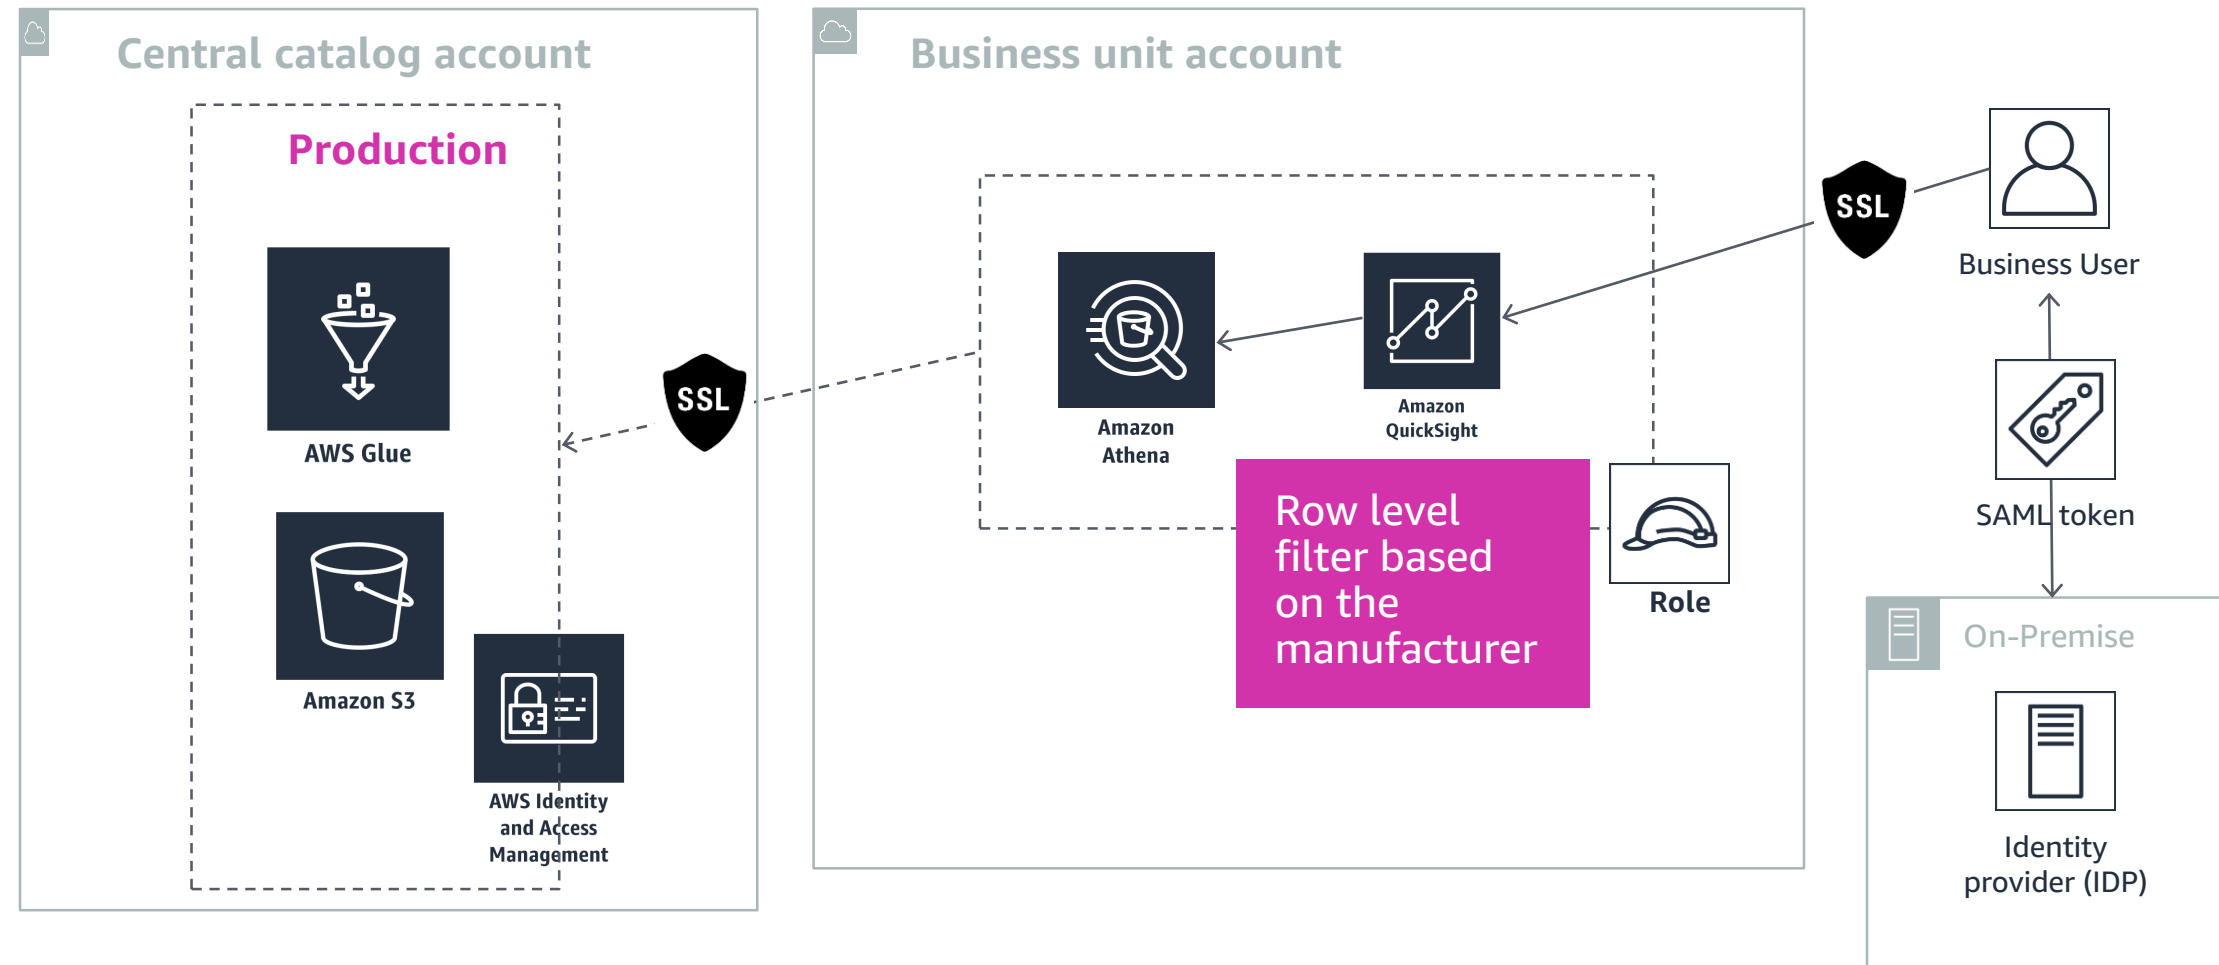 Central catalog account
Production
AWS Glue
Amazon S3
AWS Identity
and Access
Management
SSL
Business unit account
Amazon
Athena
Amazon
QuickSight
Row level
filter based
on the
manufacturer
Role
SSL
Business User
SAML token
On-Premise
Identity
provider (IDP)